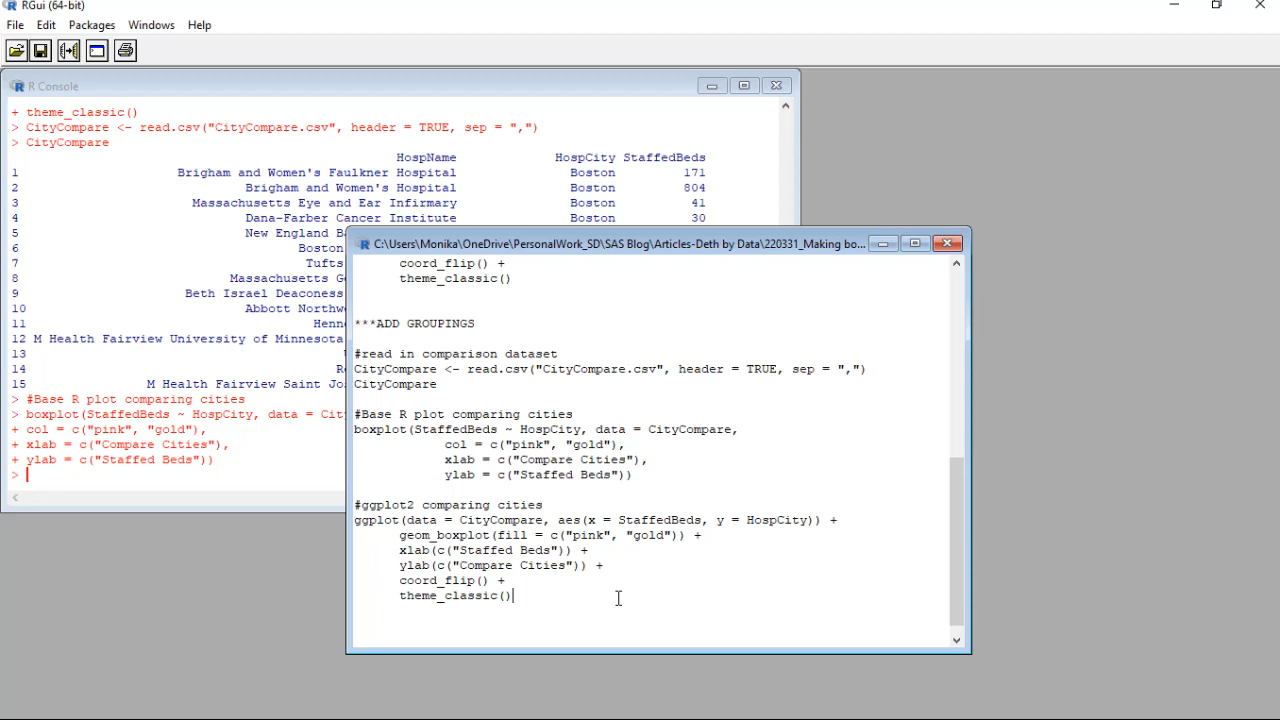 RGui (64-bit)
File Edit Packages Windows Help
R Console
+ theme_classic()
> CityCompare <- read.csv("CityCompare.csv", header = TRUE, sep = ",")
> CityCompare
HospName HospCity StaffedBeds
1 Brigham and Women's Faulkner Hospital Boston 171
2 Brigham and Women's Hospital Boston 804
3 Massachusetts Eye and Ear Infirmary Boston 41
4 Dana-Farber Cancer Institute Boston 30
5 New England Ba
6 Boston
7 Tufts
8 Massachusetts Ge
9 Beth Israel Deaconess
10 Abbott Northw
11 Henne
12 M Health Fairview University of Minnesota
13
14 Re
15 M Health Fairview Saint Jos
> #Base R plot comparing cities
> boxplot(StaffedBeds ~ HospCity, data = Cit
+ col = c("pink", "gold"),
+ xlab = c("Compare Cities"),
+ ylab = c("Staffed Beds"))
>
C:\Users\Monika\OneDrive\PersonalWork_SD\SAS Blog\Articles-Deth by Data\220331_Making bo...
coord_flip() +
theme_classic()
***ADD GROUPINGS
#read in comparison dataset
CityCompare <- read.csv("CityCompare.csv", header = TRUE, sep = ",")
CityCompare
#Base R plot comparing cities
boxplot(StaffedBeds ~ HospCity, data = CityCompare,
col = c("pink", "gold"),
xlab = c("Compare Cities"),
ylab = c("Staffed Beds"))
#ggplot2 comparing cities
ggplot(data = CityCompare, aes(x = StaffedBeds, y = HospCity)) +
geom_boxplot(fill = c("pink", "gold")) +
xlab(c("Staffed Beds")) +
ylab(c("Compare Cities")) +
coord_flip() +
theme_classic()